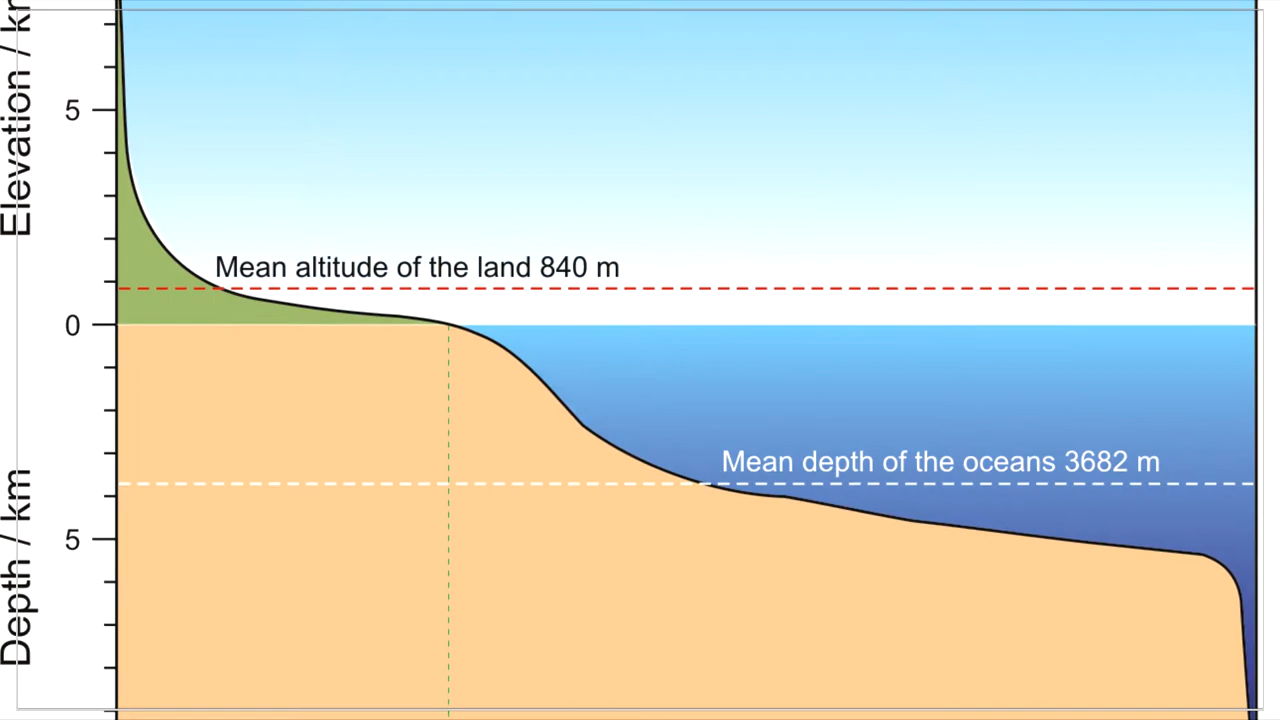 Elevation / k
5
Mean altitude of the land 840 m
0
Mean depth of the oceans 3682 m
5
Depth / km